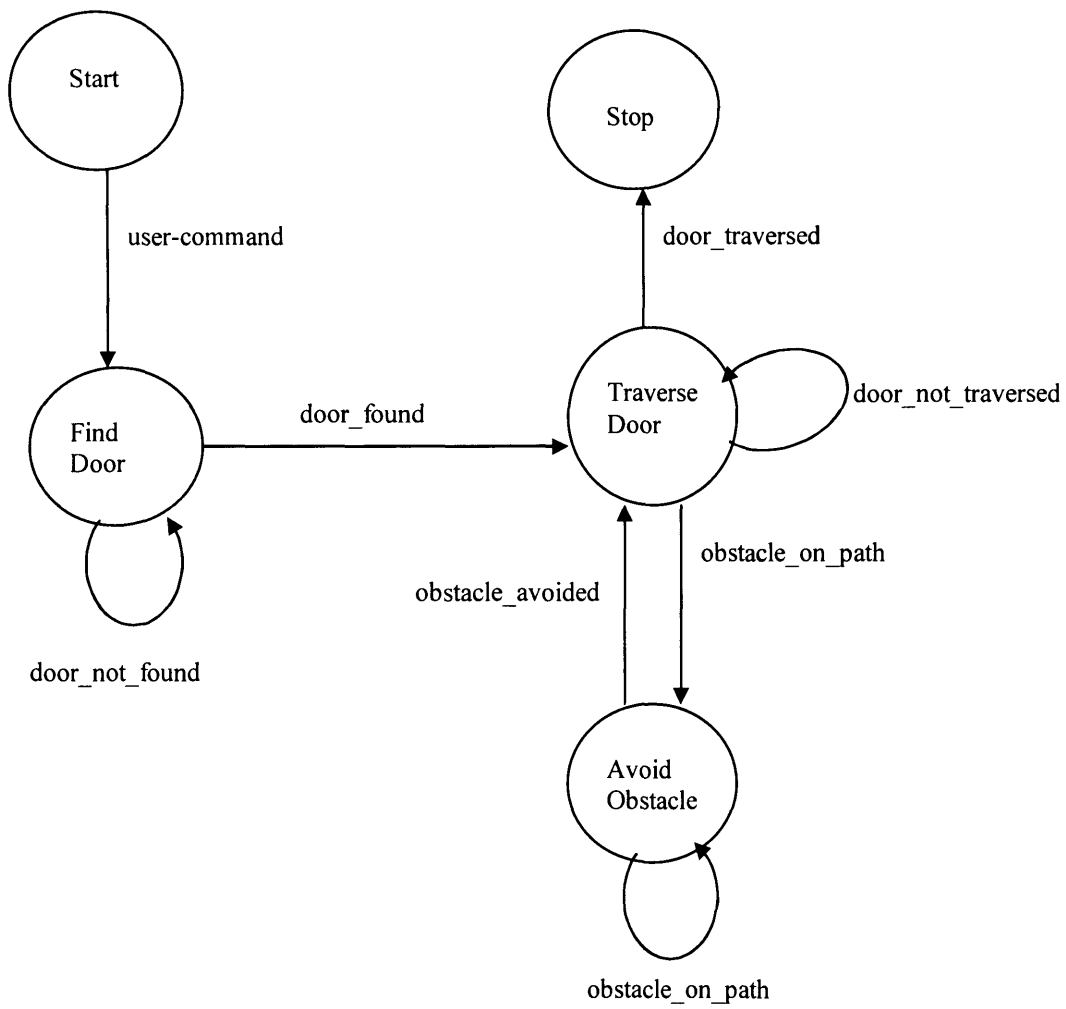 Start
Stop
user-command
door_traversed
Find
Door
door_found
Traverse
Door
door_not_traversed
obstacle_avoided
obstacle_on_path
door_not_found
Avoid
Obstacle
obstacle_on_path